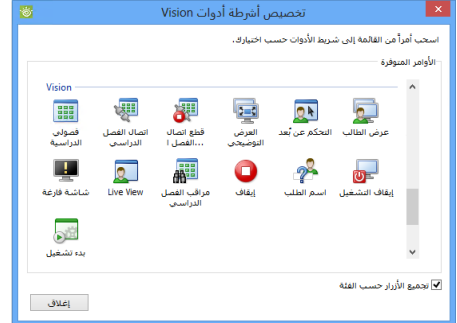 تخصيص أشرطة أدوات Vision
اسحب أمراً من القائمة إلى شريط الأدوات حسب اختيارك.
الأوامر المتوفرة
Vision
عرض الطالب
التحكم عن بُعد
العرض
التوضيحي
قطع اتصال
الفصل ا...
اتصال الفصل
الدراسي
فصولي
الدراسية
إيقاف التشغيل
اسم الطلب
إيقاف
مراقب الفصل
الدراسي
Live View
شاشة فارغة
بدء تشغيل
تجميع الأزرار حسب الفئة
إغلاق